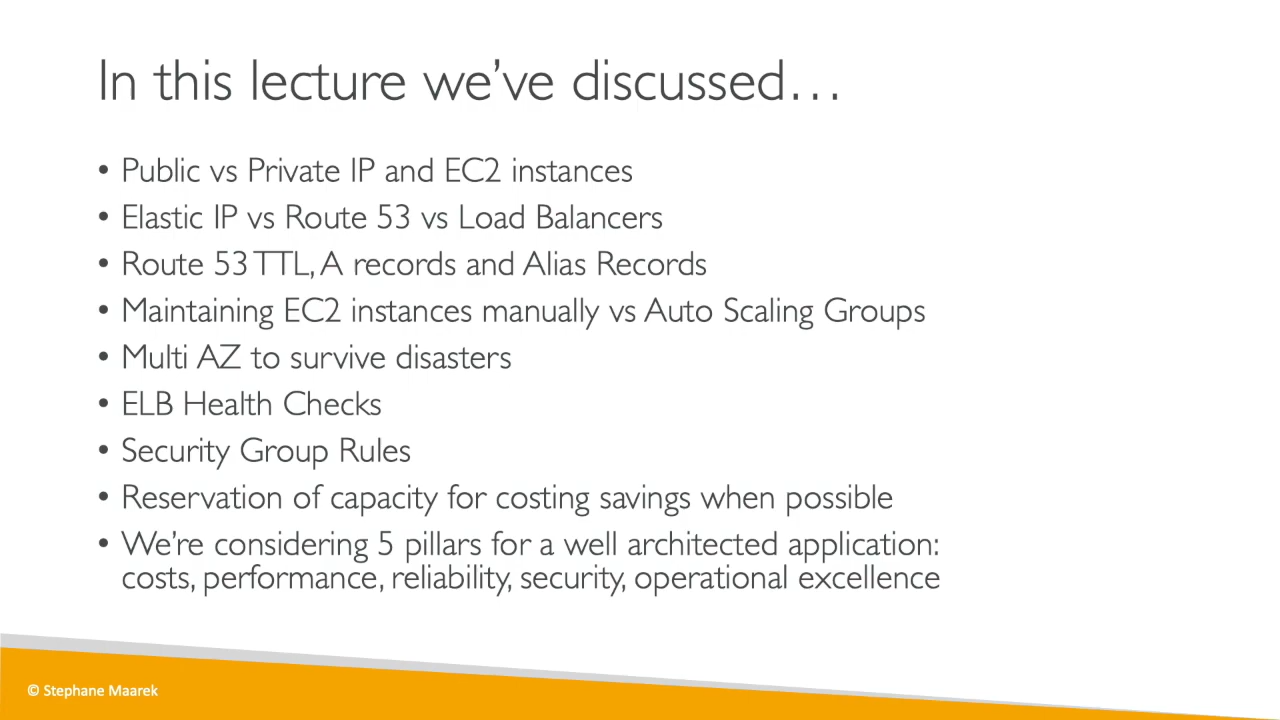 In this lecture we've discussed…
• Public vs Private IP and EC2 instances
• Elastic IP vs Route 53 vs Load Balancers
• Route 53 TTL, A records and Alias Records
• Maintaining EC2 instances manually vs Auto Scaling Groups
• Multi AZ to survive disasters
• ELB Health Checks
• Security Group Rules
• Reservation of capacity for costing savings when possible
• We're considering 5 pillars for a well architected application:
costs, performance, reliability, security, operational excellence
© Stephane Maarek